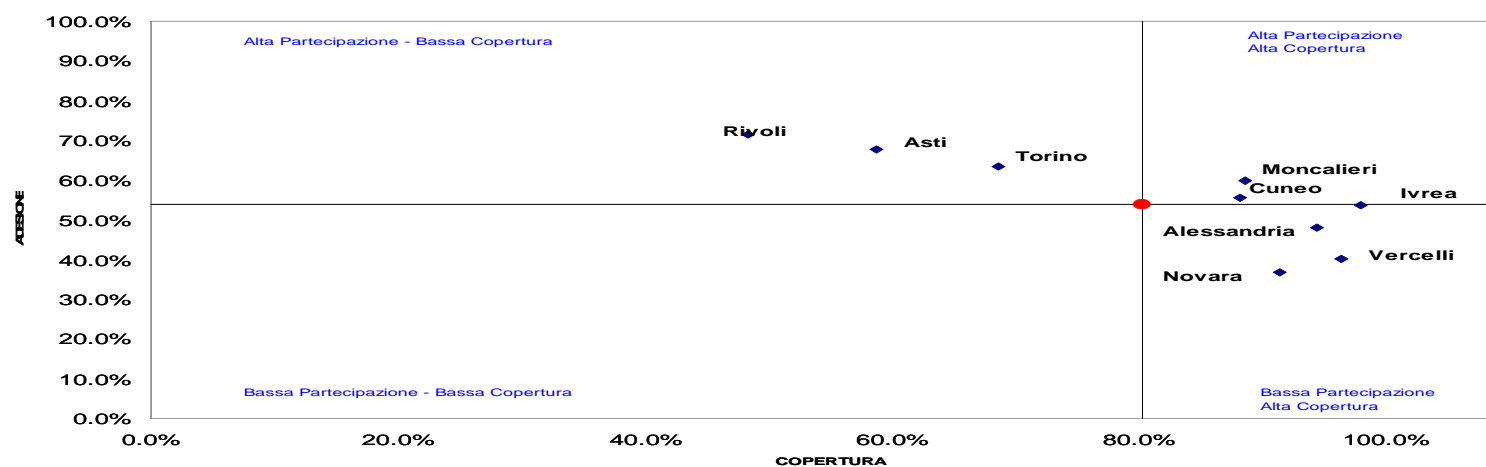 100.0%
Alta Partecipazione - Bassa Copertura
Alta Partecipazione
Alta Copertura
90.0%
80.0%
70.0%
Rivoli
Asti
Torino
60.0%
Moncalieri
Cuneo
Ivrea
ADESIONE
50.0%
Alessandria
40.0%
Vercelli
Novara
30.0%
20.0%
10.0%
Bassa Partecipazione - Bassa Copertura
Bassa Partecipazione
Alta Copertura
0.0%
0.0% 20.0% 40.0% 60.0% 80.0% 100.0%
COPERTURA